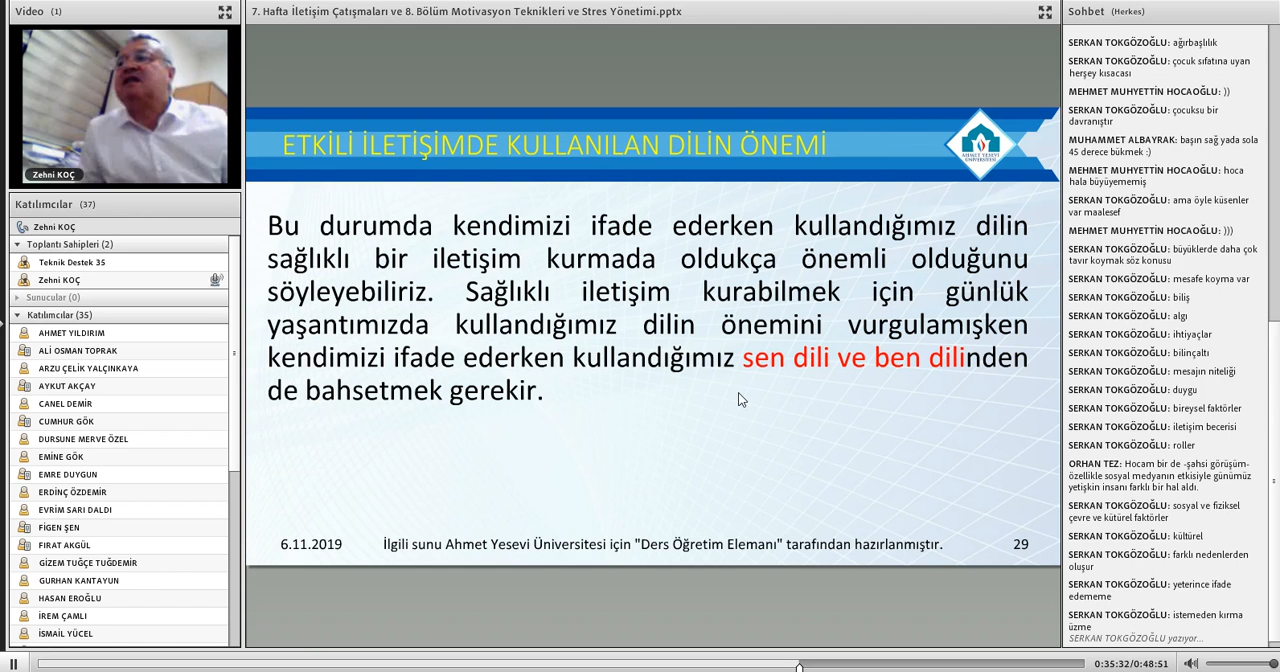 Video (1)
Zehni KOÇ
Katılımcılar (37)
Zehni KOÇ
Toplantı Sahipleri (2)
Teknik Destek 35
Zehni KOÇ
Sunucular (0)
Katılımcılar (35)
AHMET YILDIRIM
ALİ OSMAN TOPRAK
ARZU ÇELİK YALÇINKAYA
AYKUT AKÇAY
CANEL DEMİR
CUMHUR GÖK
DURSUNE MERVE ÖZEL
EMİNE GÖK
EMRE DUYGUN
ERDİNÇ ÖZDEMİR
EVRİM SARI DALDI
FİGEN ŞEN
FIRAT AKGÜL
GİZEM TUĞÇE TUĞDEMİR
GURHAN KANTAYUN
HASAN EROĞLU
İREM ÇAMLI
İSMAİL YÜCEL
7. Hafta İletişim Çatışmaları ve 8. Bölüm Motivasyon Teknikleri ve Stres Yönetimi.pptx
ETKİLİ İLETİŞİMDE KULLANILAN DİLİN ÖNEMİ
AHMET YESEVİ
ÜNİVERSİTESİ
Bu durumda kendimizi ifade ederken kullandığımız dilin
sağlıklı bir iletişim kurmada oldukça önemli olduğunu
söyleyebiliriz. Sağlıklı iletişim kurabilmek için günlük
yaşantımızda kullandığımız dilin önemini vurgulamışken
kendimizi ifade ederken kullandığımız sen dili ve ben dilinden
de bahsetmek gerekir.
6.11.2019
İlgili sunu Ahmet Yesevi Üniversitesi için "Ders Öğretim Elemanı" tarafından hazırlanmıştır.
29
Sohbet (Herkes)
SERKAN TOKGÖZOĞLU: ağırbaşlılık
SERKAN TOKGÖZOĞLU: çocuk sıfatına uyan
herşey kısacası
MEHMET MUHYETTİN HOCAOĞLU: ))
SERKAN TOKGÖZOĞLU: çocuksu bir
davranıştır
MUHAMMET ALBAYRAK: başın sağ yada sola
45 derece bükmek :)
MEHMET MUHYETTİN HOCAOĞLU: hoca
hala büyüyememiş
SERKAN TOKGÖZOĞLU: ama öyle küsenler
var maalesef
MEHMET MUHYETTİN HOCAOĞLU: )))
SERKAN TOKGÖZOĞLU: büyüklerde daha çok
tavır koymak söz konusu
SERKAN TOKGÖZOĞLU: mesafe koyma var
SERKAN TOKGÖZOĞLU: biliş
SERKAN TOKGÖZOĞLU: algı
SERKAN TOKGÖZOĞLU: ihtiyaçlar
SERKAN TOKGÖZOĞLU: bilinçaltı
SERKAN TOKGÖZOĞLU: mesajın niteliği
SERKAN TOKGÖZOĞLU: duygu
SERKAN TOKGÖZOĞLU: bireysel faktörler
SERKAN TOKGÖZOĞLU: iletişim becerisi
SERKAN TOKGÖZOĞLU: roller
ORHAN TEZ: Hocam bir de -şahsi görüşüm-
özellikle sosyal medyanın etkisiyle günümüz
yetişkin insanı farklı bir hal aldı.
SERKAN TOKGÖZOĞLU: sosyal ve fiziksel
çevre ve kütürel faktörler
SERKAN TOKGÖZOĞLU: kültürel
SERKAN TOKGÖZOĞLU: farklı nedenlerden
oluşur
SERKAN TOKGÖZOĞLU: yeterince ifade
edememe
SERKAN TOKGÖZOĞLU: istemeden kırma
üzme
SERKAN TOKGÖZOĞLU yazıyor...
0:35:32/0:48:51